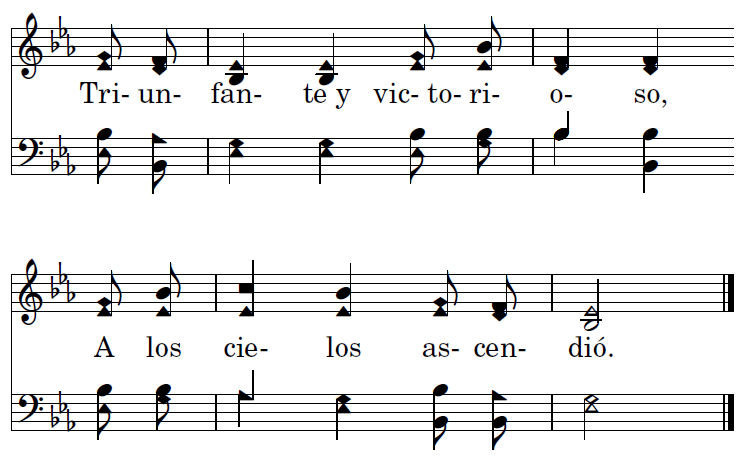 Tri- un- fan- te y vic- to- ri- o- so,
A los cie- los as- cen- dió.